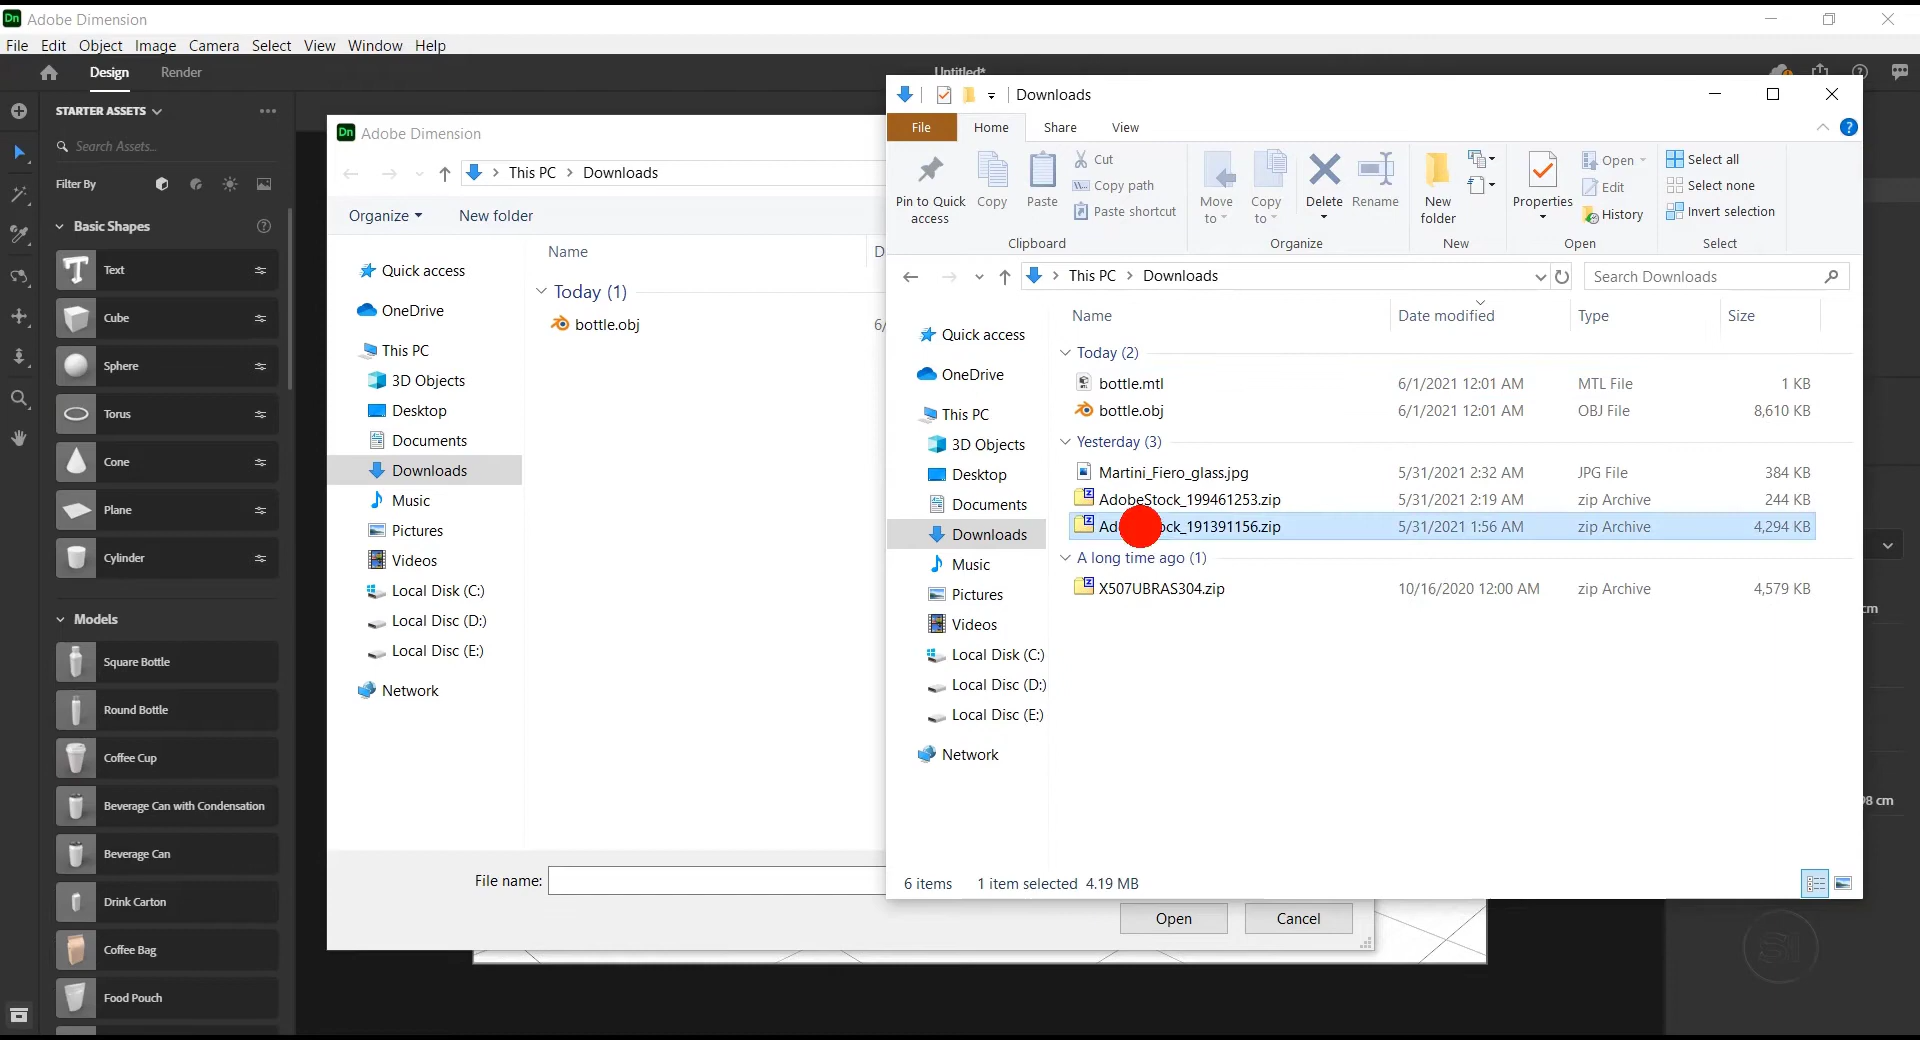 Dn Adobe Dimension
File Edit Object Image Camera Select View Window Help
Design Render Untitled*
STARTER ASSETS
Search Assets...
Filter By
Basic Shapes
Text
Cube
Sphere
Torus
Cone
Plane
Cylinder
Models
Square Bottle
Round Bottle
Coffee Cup
Beverage Can with Condensation
Beverage Can
Drink Carton
Coffee Bag
Food Pouch
Dn Adobe Dimension
This PC > Downloads
Organize New folder
Name
Today (1)
bottle.obj 6/
Quick access
OneDrive
This PC
3D Objects
Desktop
Documents
Downloads
Music
Pictures
Videos
Local Disk (C:)
Local Disc (D:)
Local Disc (E:)
Network
File name:
Open Cancel
Downloads
File Home Share View
Pin to Quick access
Copy
Paste
Cut
Copy path
Paste shortcut
Clipboard
Move to
Copy to
Delete
Rename
Organize
New folder
New
Properties
Open
Edit
History
Open
Select all
Select none
Invert selection
Select
This PC > Downloads
Search Downloads
Name Date modified Type Size
Quick access
OneDrive
This PC
3D Objects
Desktop
Documents
Downloads
Music
Pictures
Videos
Local Disk (C:)
Local Disc (D:)
Local Disc (E:)
Network
Today (2)
bottle.mtl 6/1/2021 12:01 AM MTL File 1 KB
bottle.obj 6/1/2021 12:01 AM OBJ File 8,610 KB
Yesterday (3)
Martini_Fiero_glass.jpg 5/31/2021 2:32 AM JPG File 384 KB
AdobeStock_199461253.zip 5/31/2021 2:19 AM zip Archive 244 KB
Ad ck_191391156.zip 5/31/2021 1:56 AM zip Archive 4,294 KB
A long time ago (1)
X507UBRAS304.zip 10/16/2020 12:00 AM zip Archive 4,579 KB
6 items 1 item selected 4.19 MB
cm
98 cm